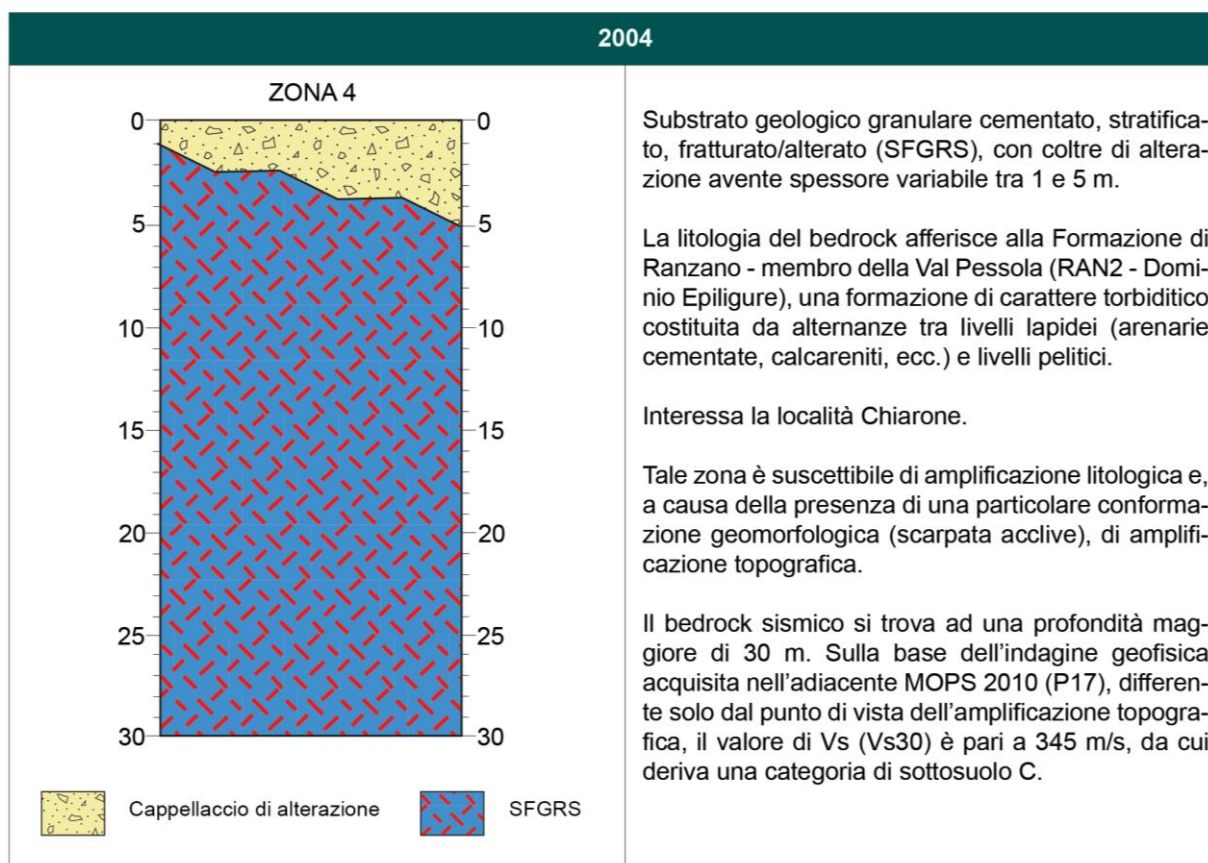 2004
ZONA 4
0
0
5
5
10
10
15
15
20
20
25
25
30
30
Cappellaccio di alterazione
SFGRS
Substrato geologico granulare cementato, stratifica-
to, fratturato/alterato (SFGRS), con coltre di altera-
zione avente spessore variabile tra 1 e 5 m.
La litologia del bedrock afferisce alla Formazione di
Ranzano - membro della Val Pessola (RAN2 - Domi-
nio Epiligure), una formazione di carattere torbiditico
costituita da alternanze tra livelli lapidei (arenarie
cementate, calcareniti, ecc.) e livelli pelitici.
Interessa la località Chiarone.
Tale zona è suscettibile di amplificazione litologica e,
a causa della presenza di una particolare conforma-
zione geomorfologica (scarpata acclive), di amplifi-
cazione topografica.
Il bedrock sismico si trova ad una profondità mag-
giore di 30 m. Sulla base dell'indagine geofisica
acquisita nell'adiacente MOPS 2010 (P17), differen-
te solo dal punto di vista dell'amplificazione topogra-
fica, il valore di Vs (Vs30) è pari a 345 m/s, da cui
deriva una categoria di sottosuolo C.